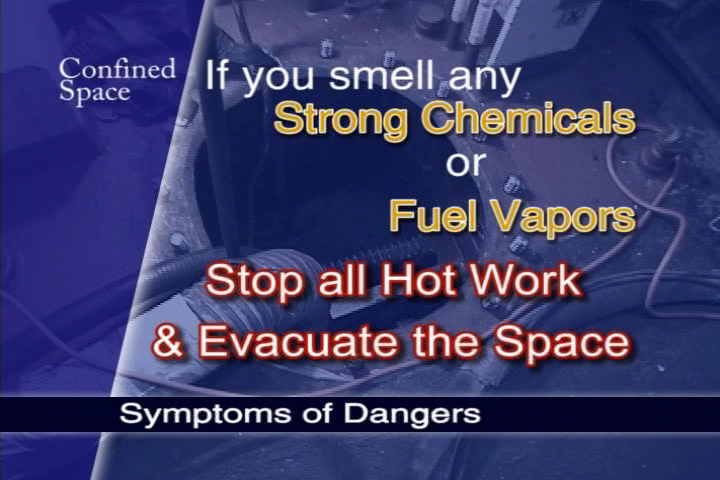 Confined
Space
If you smell any
Strong Chemicals
or
Fuel Vapors
Stop all Hot Work
& Evacuate the Space
Symptoms of Dangers